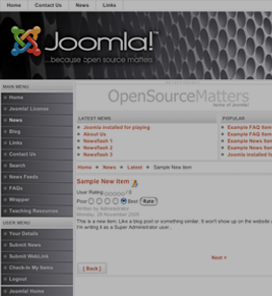 Home Contact Us News Links
Joomla!™
...because open source matters
MAIN MENU
Home
Joomla! License
News
Blog
Links
Contact Us
Search
News Feeds
FAQs
Wrapper
Teaching Resources
USER MENU
Your Details
Submit News
Submit WebLink
Check-In My Items
Logout
Joomla! Home
OpenSourceMatters
home of joomla!
LATEST NEWS
Joomla installed for playing
About Us
Newsflash 1
Newsflash 2
Newsflash 3
POPULAR
Example FAQ Item
Example FAQ Item
Example News Item
Example News Item
Joomla installed for
Home News Latest Sample New item
Sample New item
User Rating
Poor Best Rate
Written by Administrator
Monday, 28 November 2005
This is a new item. Like a blog post or something similar. It won't show up on the website
I'm writing it as a Super Administrator user.
Next >
[ Back ]